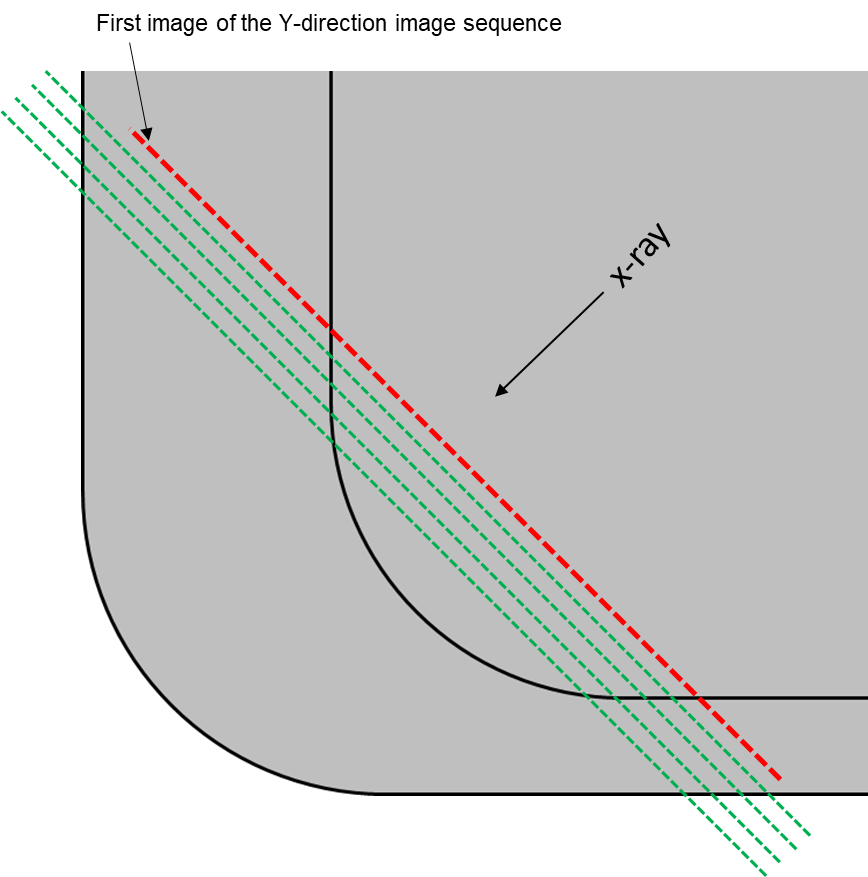 First image of the Y-direction image sequence
x-ray